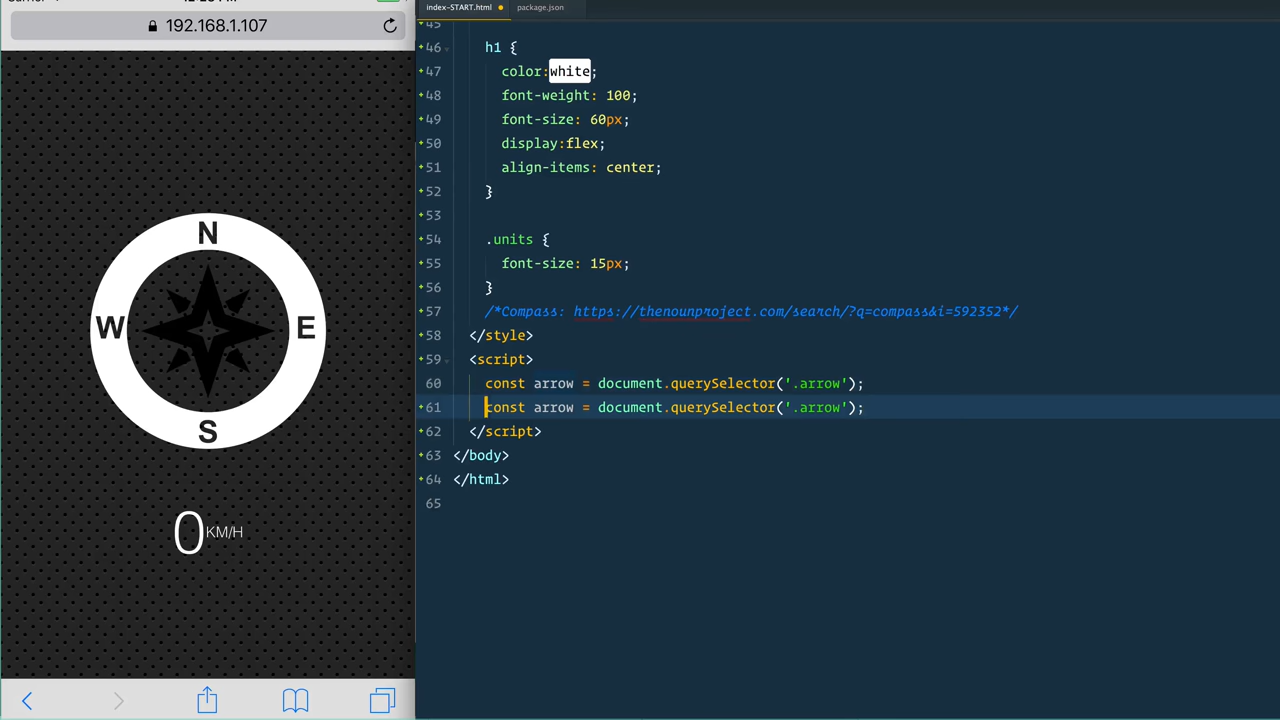 192.168.1.107
N
W
E
S
0 KM/H
index-START.html
package.json
45
46 h1 {
47 color:white;
48 font-weight: 100;
49 font-size: 60px;
50 display:flex;
51 align-items: center;
52 }
53
54 .units {
55 font-size: 15px;
56 }
57 /*Compass: https://thenounproject.com/search/?q=compass&i=592352*/
58 </style>
59 <script>
60 const arrow = document.querySelector('.arrow');
61 const arrow = document.querySelector('.arrow');
62 </script>
63 </body>
64 </html>
65